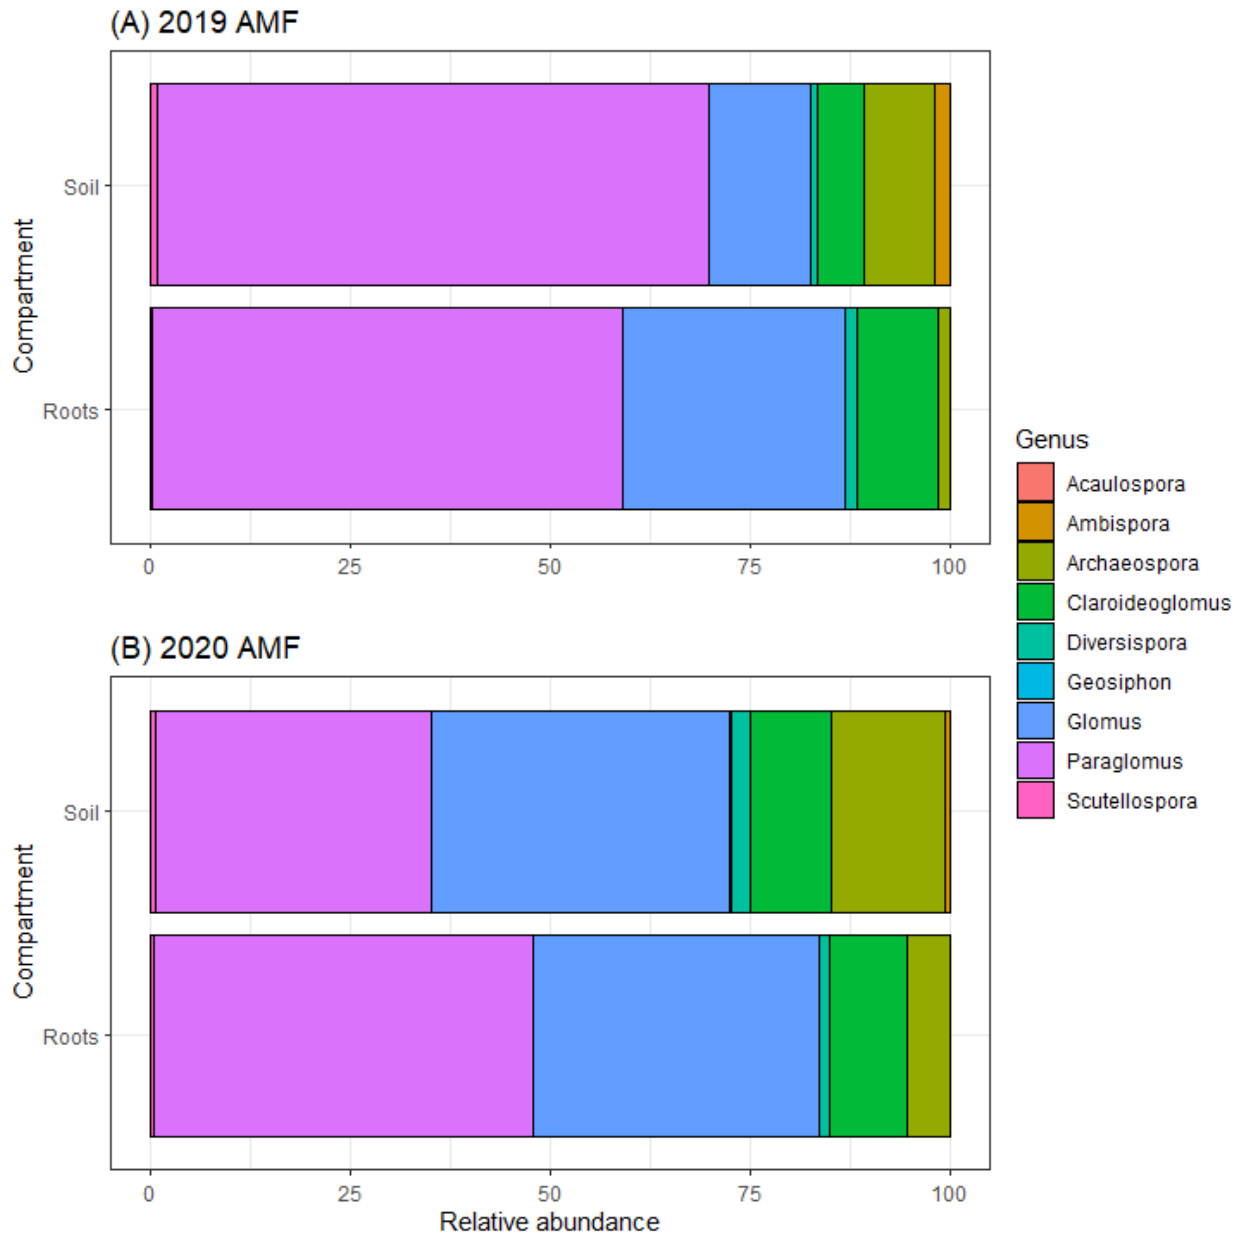 (A) 2019 AMF
Compartment
Soil
Roots
0 25 50 75 100
(B) 2020 AMF
Compartment
Soil
Roots
0 25 50 75 100
Relative abundance
Genus
Acaulospora
Ambispora
Archaeospora
Claroideoglomus
Diversispora
Geosiphon
Glomus
Paraglomus
Scutellospora